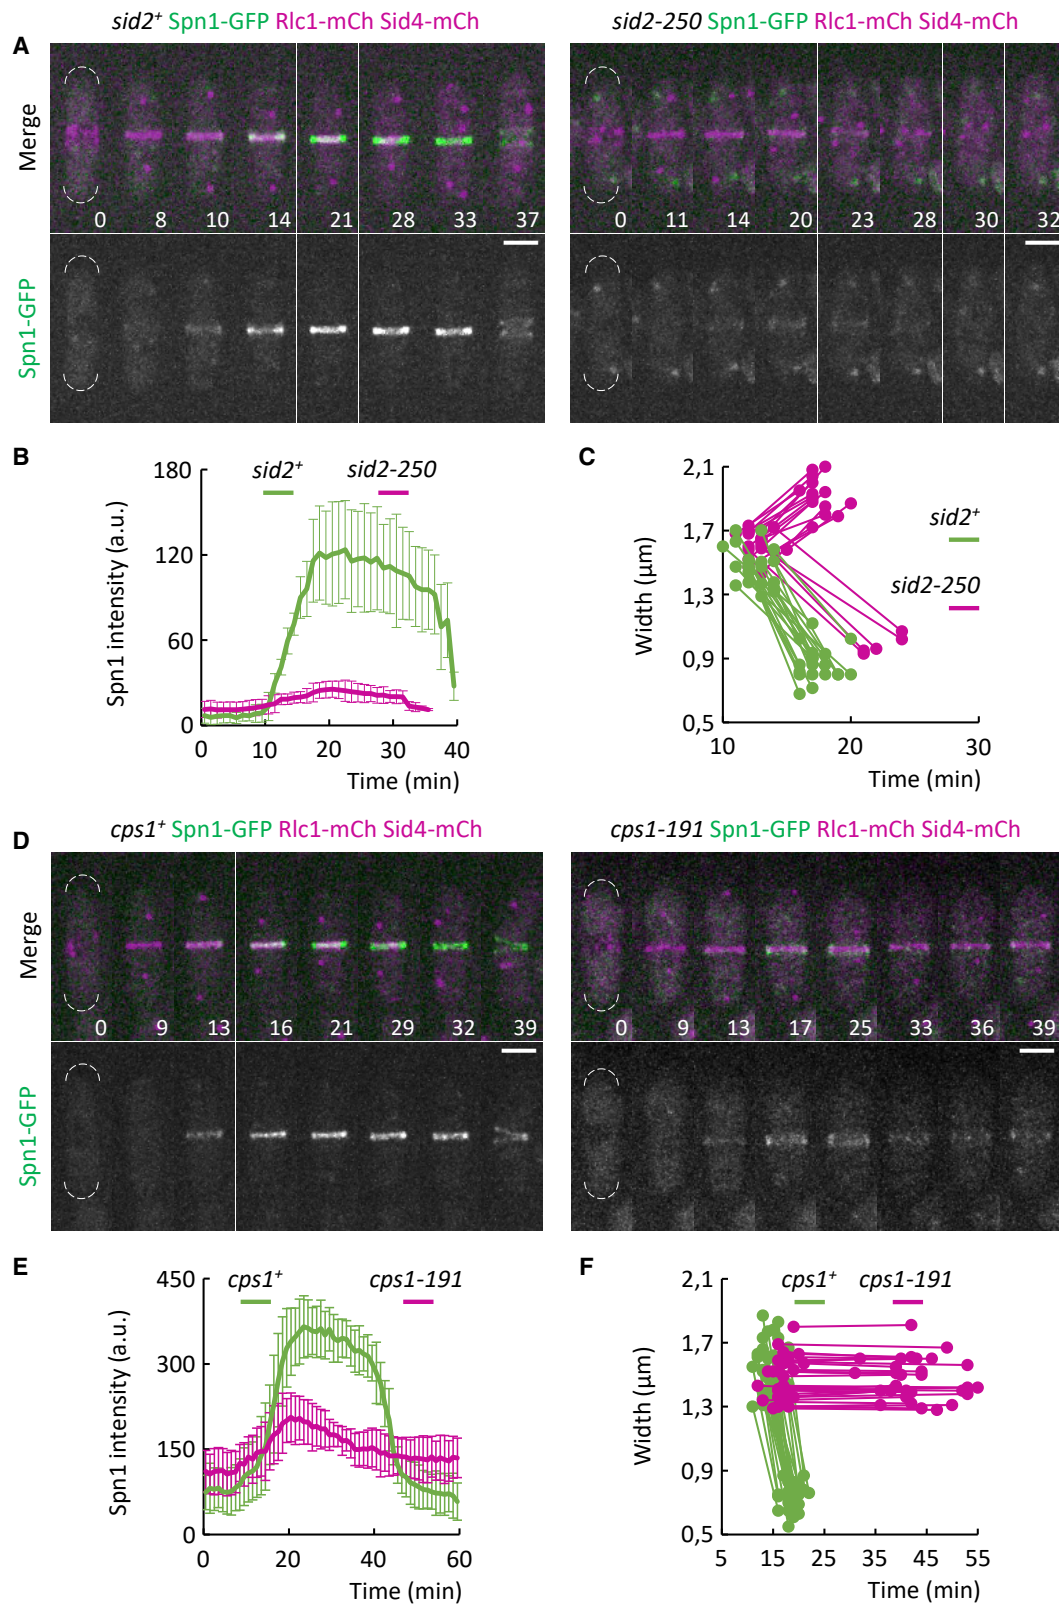 sid2+ Spn1-GFP Rlc1-mCh Sid4-mCh
sid2-250 Spn1-GFP Rlc1-mCh Sid4-mCh
A
Merge
0 8 10 14 21 28 33 37
0 11 14 20 23 28 30 32
Spn1-GFP
B
sid2+ sid2-250
Spn1 intensity (a.u.)
180
120
60
0
0 10 20 30 40
Time (min)
C
sid2+
sid2-250
Width (µm)
2,1
1,7
1,3
0,9
0,5
10 20 30
Time (min)
cps1+ Spn1-GFP Rlc1-mCh Sid4-mCh
cps1-191 Spn1-GFP Rlc1-mCh Sid4-mCh
D
Merge
0 9 13 16 21 29 32 39
0 9 13 17 25 33 36 39
Spn1-GFP
E
cps1+ cps1-191
Spn1 intensity (a.u.)
450
300
150
0
0 20 40 60
Time (min)
F
cps1+ cps1-191
Width (µm)
2,1
1,7
1,3
0,9
0,5
5 15 25 35 45 55
Time (min)